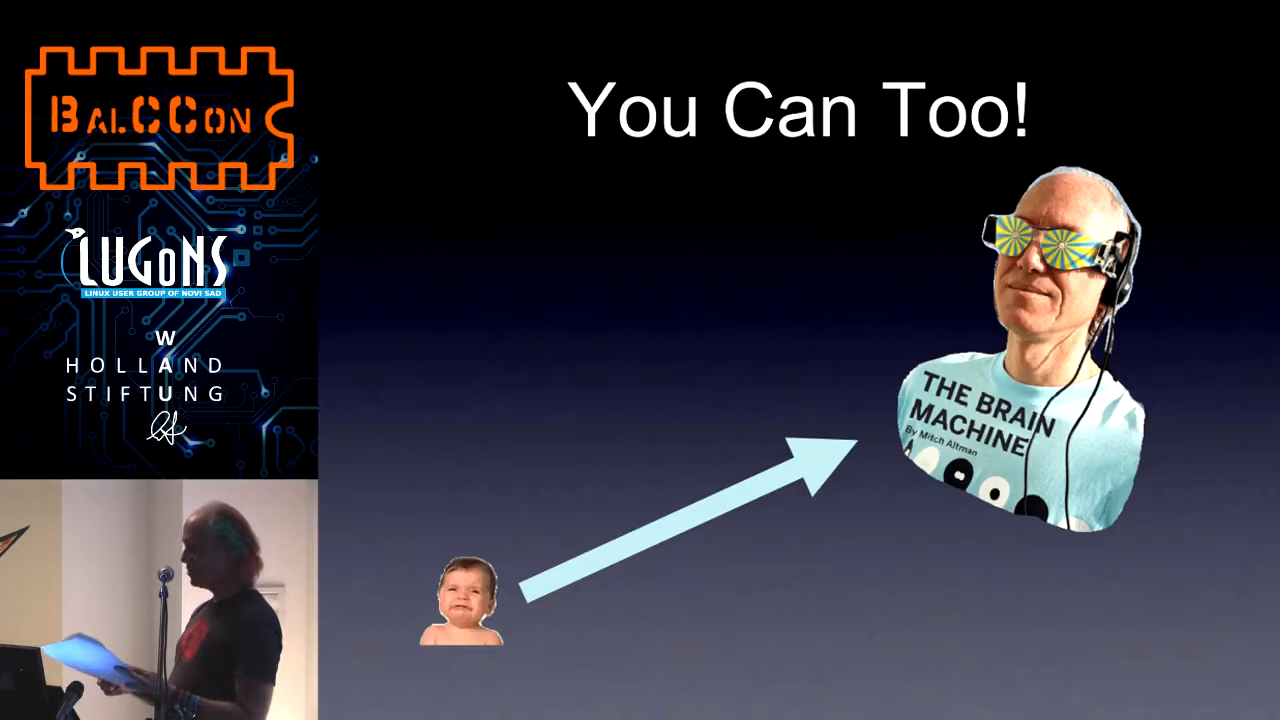 BALCCON
LUGoNS
LINUX USER GROUP OF NOVI SAD
W
HOLLAND
STIFTUNG
You Can Too!
THE BRAIN
MACHINE
By Mitch Altman